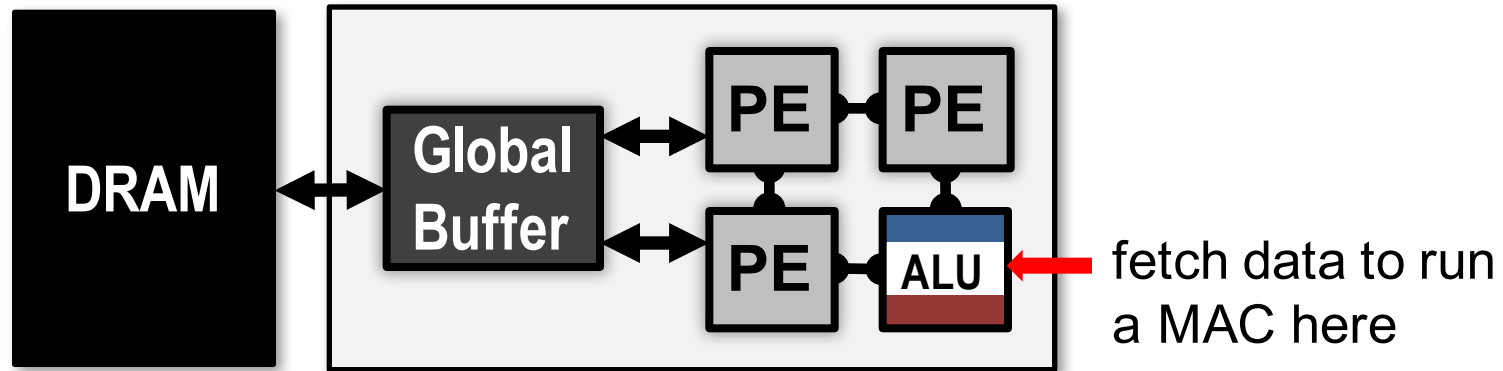 DRAM
Global
Buffer
PE
PE
PE
ALU
fetch data to run
a MAC here